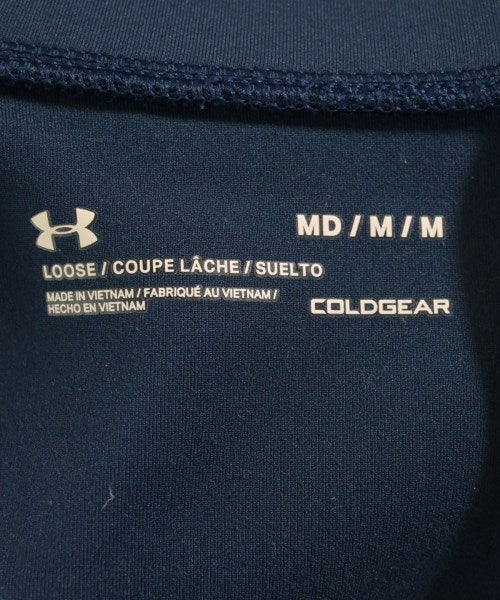 MD / M / M
LOOSE / COUPE LÂCHE / SUELTO
MADE IN VIETNAM / FABRIQUÉ AU VIETNAM /
HECHO EN VIETNAM
COLDGEAR